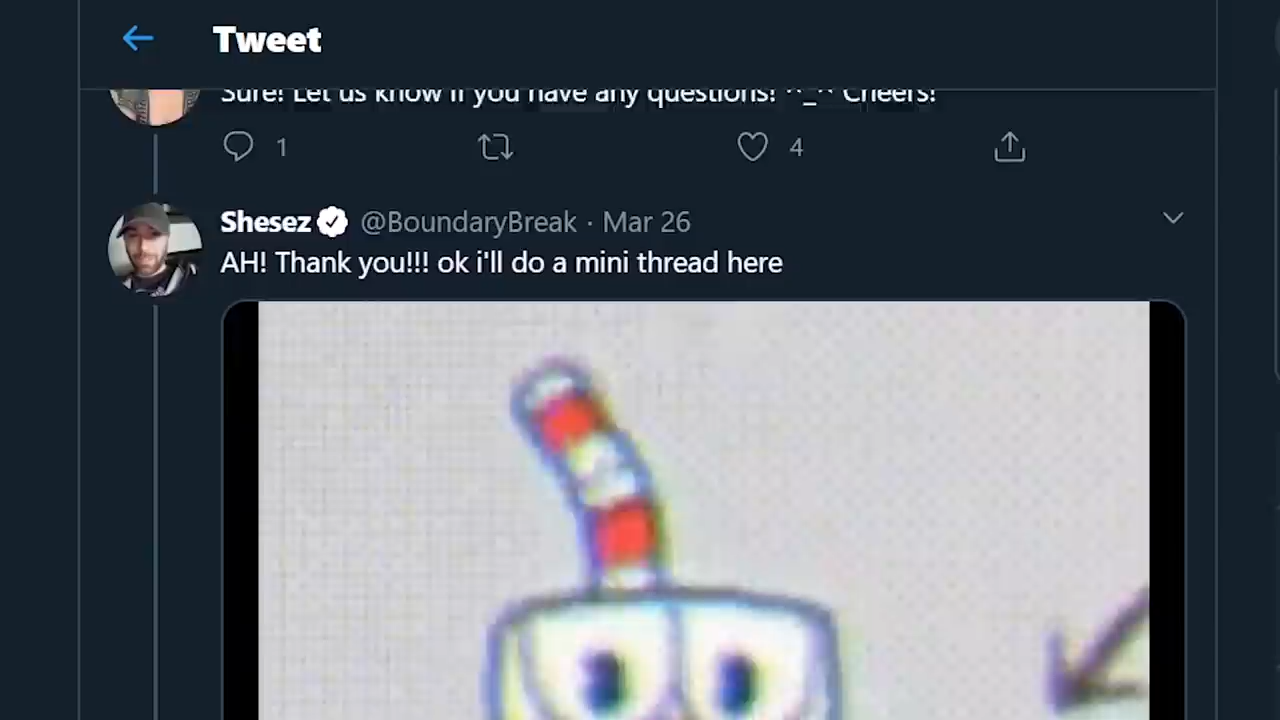 Tweet
Sure! Let us know if you have any questions! ^_^ Cheers!
1
4
Shesez @BoundaryBreak · Mar 26
AH! Thank you!!! ok i'll do a mini thread here